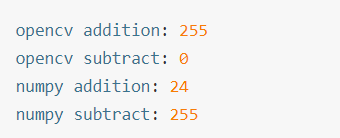 opencv addition: 255
opencv subtract: 0
numpy addition: 24
numpy subtract: 255